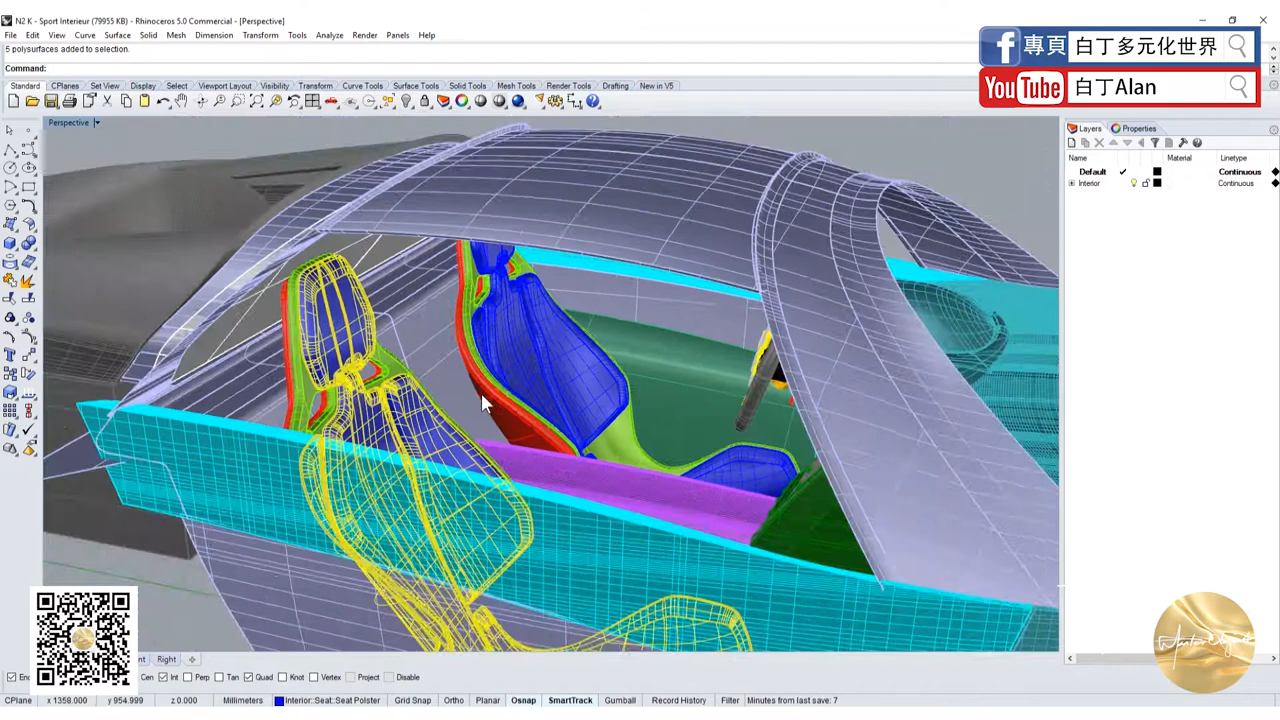 N2 K - Sport Interieur (79955 KB) - Rhinoceros 5.0 Commercial - [Perspective]
File Edit View Curve Surface Solid Mesh Dimension Transform Tools Analyze Render Panels Help
5 polysurfaces added to selection.
Command:
專頁 白丁多元化世界
YouTube 白丁Alan
Standard CPlanes Set View Display Select Viewport Layout Visibility Transform Curve Tools Surface Tools Solid Tools Mesh Tools Render Tools Drafting New in V5
Perspective
Layers Properties
Name Material Linetype
Default Continuous
Interior Continuous
Right
Cen Int Perp Tan Quad Knot Vertex Project Disable
CPlane x 1358.000 y 954.999 z 0.000 Millimeters Interior::Seat::Seat Polster Grid Snap Ortho Planar Osnap SmartTrack Gumball Record History Filter Minutes from last save: 7